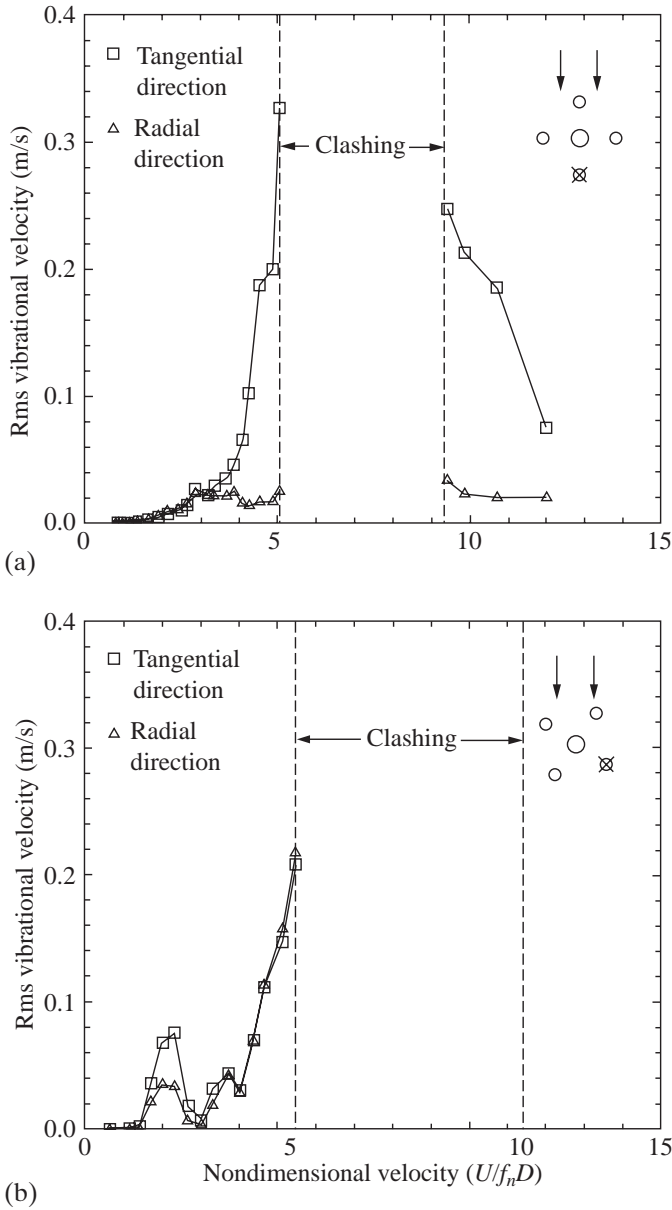 0.4
Tangential
direction
Radial
direction
0.3
Clashing
Rms vibrational velocity (m/s)
0.2
0.1
0.0
5
10
15
(a)
0.4
Tangential
direction
Radial
direction
0.3
Clashing
Rms vibrational velocity (m/s)
0.2
0.1
0.0
0
5
10
15
Nondimensional velocity (U/fnD)
(b)